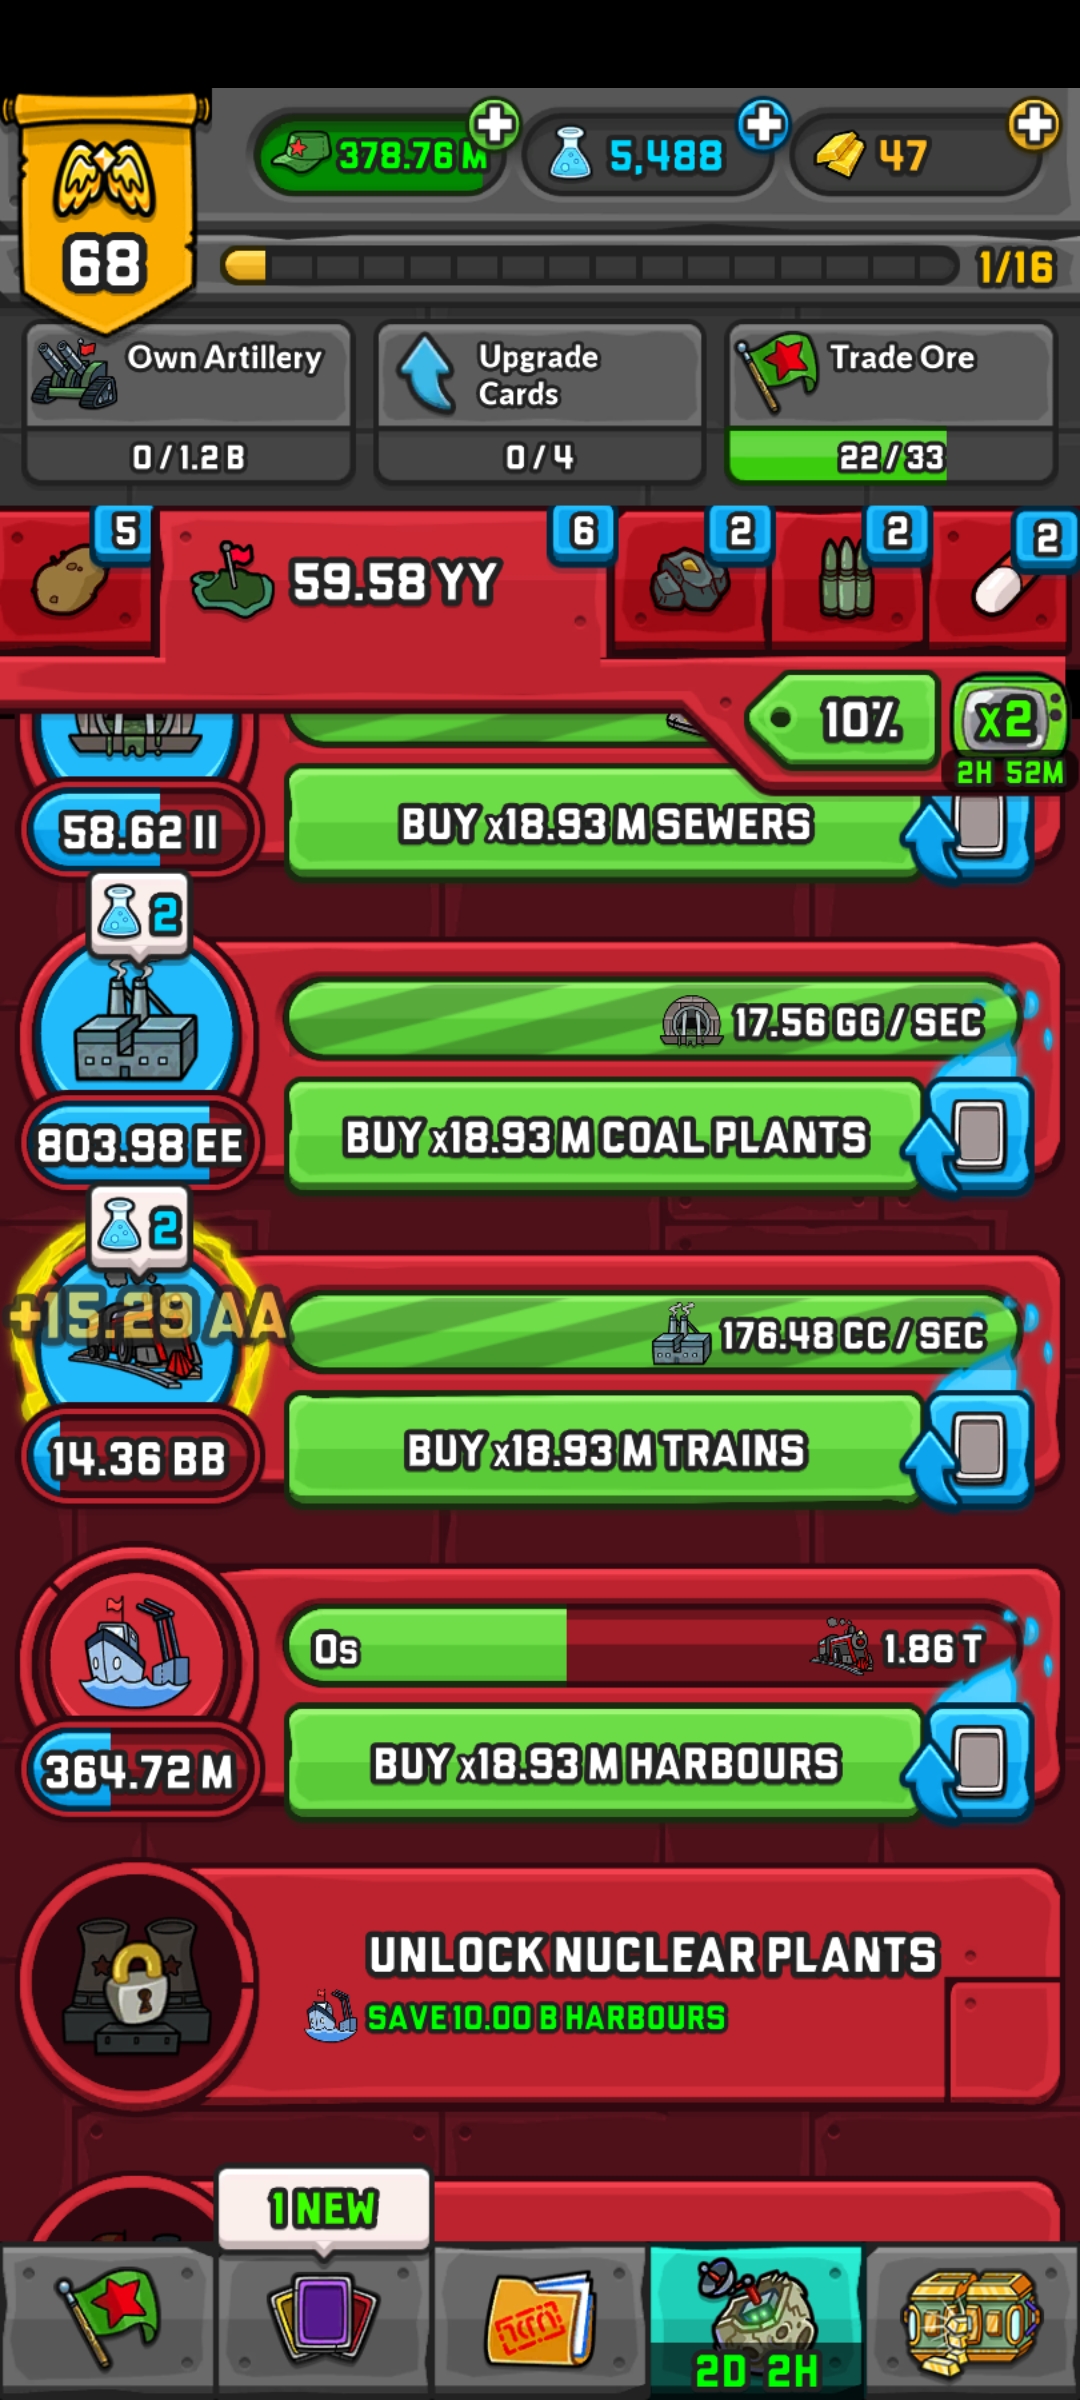 378.76 M
5,488
47
68
1/16
Own Artillery
0 / 1.2 B
Upgrade
Cards
0 / 4
Trade Ore
22 / 33
5
59.58 YY
6
2
2
2
10%
x2
2H 52M
58.62 II
BUY x18.93 M SEWERS
2
17.56 GG / SEC
803.98 EE
BUY x18.93 M COAL PLANTS
2
+15.29 AA
176.48 CC / SEC
14.36 BB
BUY x18.93 M TRAINS
0s
1.86 T
364.72 M
BUY x18.93 M HARBOURS
UNLOCK NUCLEAR PLANTS
SAVE 10.00 B HARBOURS
1 NEW
2D 2H